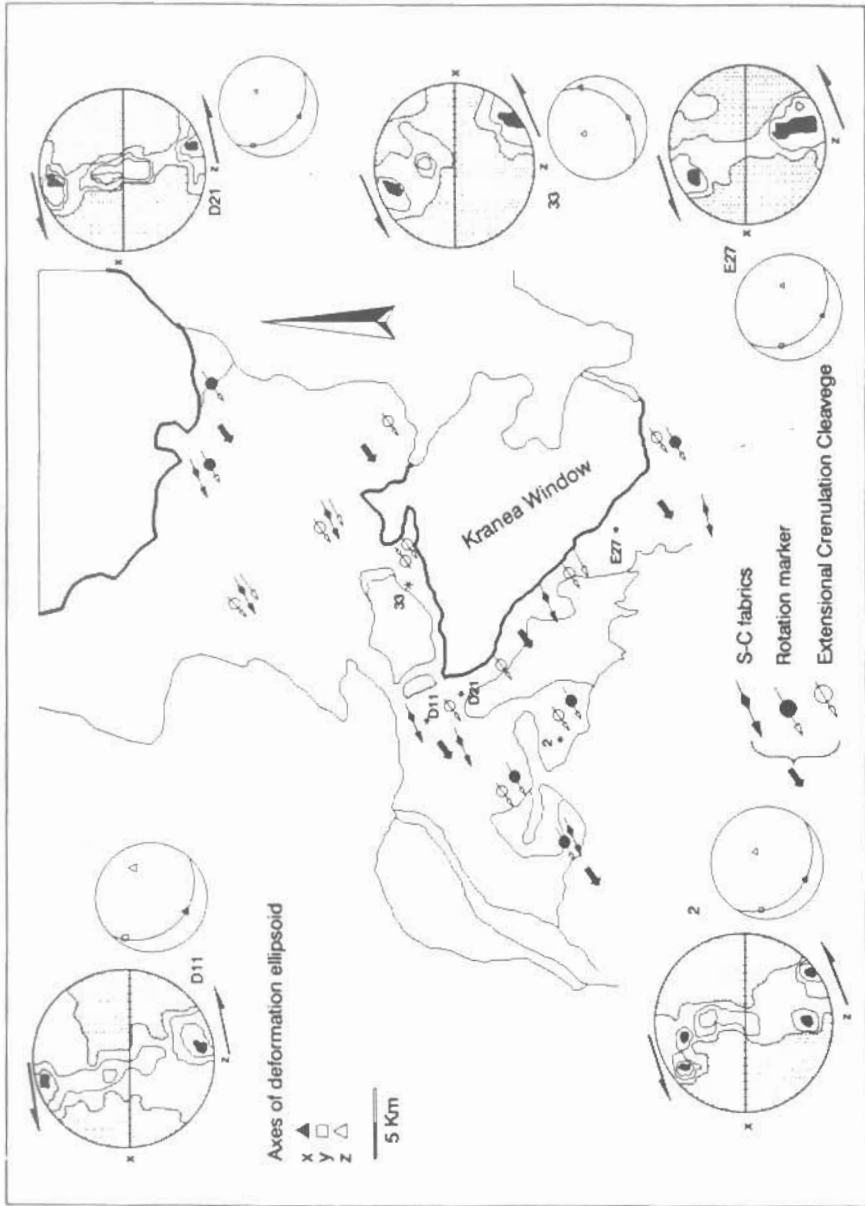 D21
x
z
33
x
z
E27
x
z
D11
x
z
2
x
z
Kranea Window
33
D11
D21
2
E27
Axes of deformation ellipsoid
x
y
z
5 Km
S-C fabrics
Rotation marker
Extensional Crenulation Cleavege